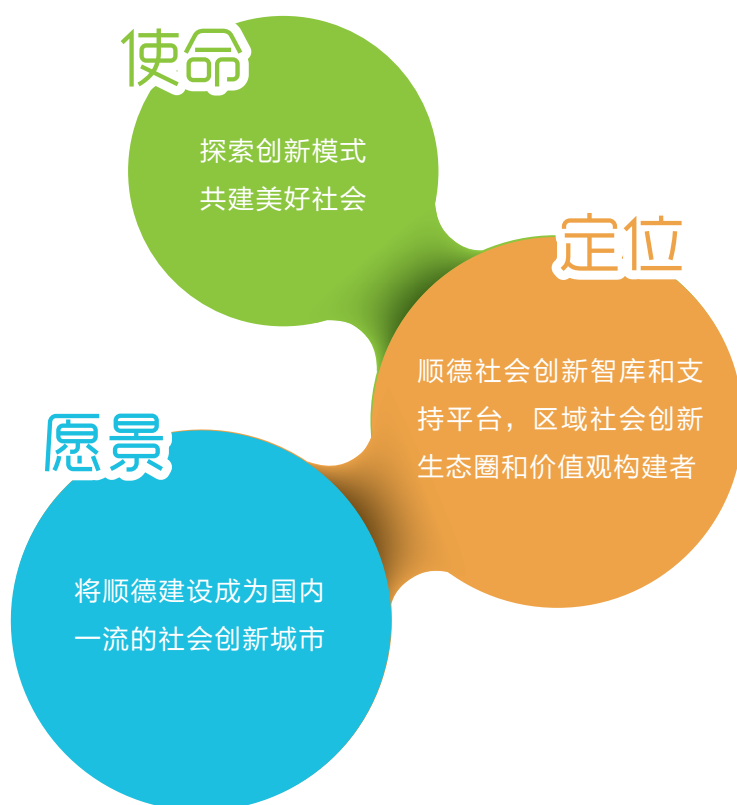 使命
探索创新模式
共建美好社会
定位
顺德社会创新智库和支
持平台，区域社会创新
生态圈和价值观构建者
愿景
将顺德建设成为国内
一流的社会创新城市